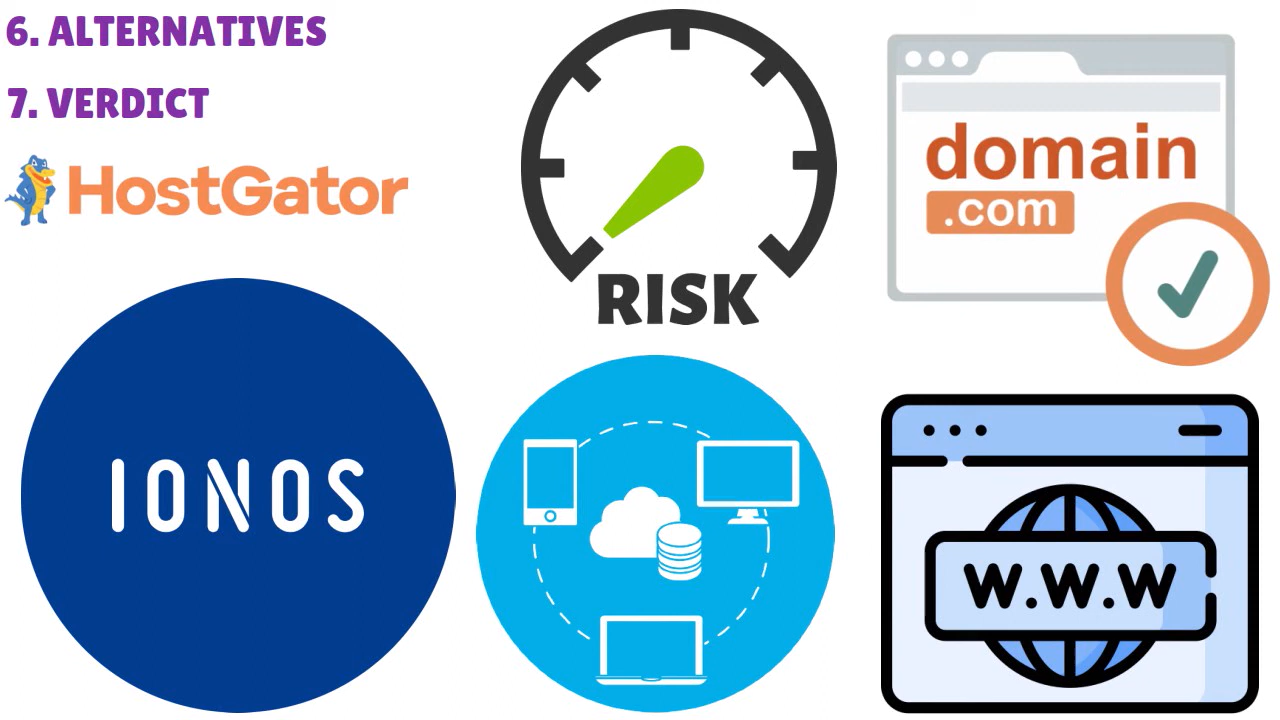 6. ALTERNATIVES
7. VERDICT
HostGator
RISK
domain
.com
IONOS
W.W.W